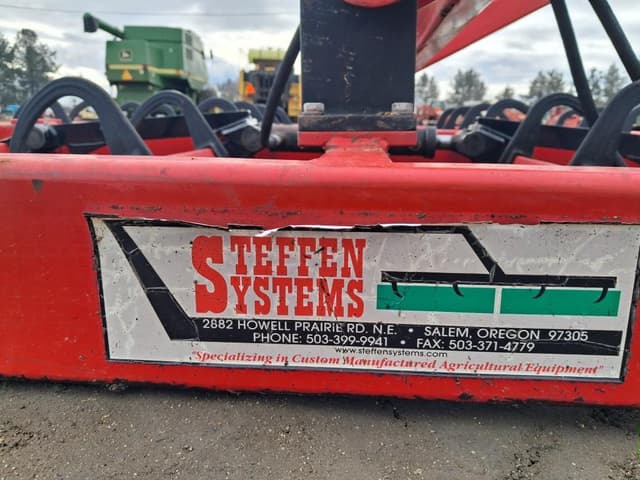 STEFFEN
SYSTEMS
2882 HOWELL PRAIRIE RD. N.E. • SALEM, OREGON 97305
PHONE: 503-399-9941 • FAX: 503-371-4779
www.steffensystems.com
"Specializing in Custom Manufactured Agricultural Equipment"